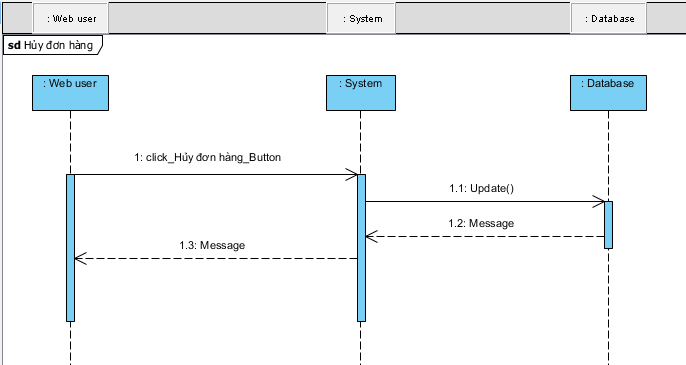 : Web user
: System
: Database
sd Hủy đơn hàng
: Web user
: System
: Database
1: click_Hủy đơn hàng_Button
1.1: Update()
1.2: Message
1.3: Message